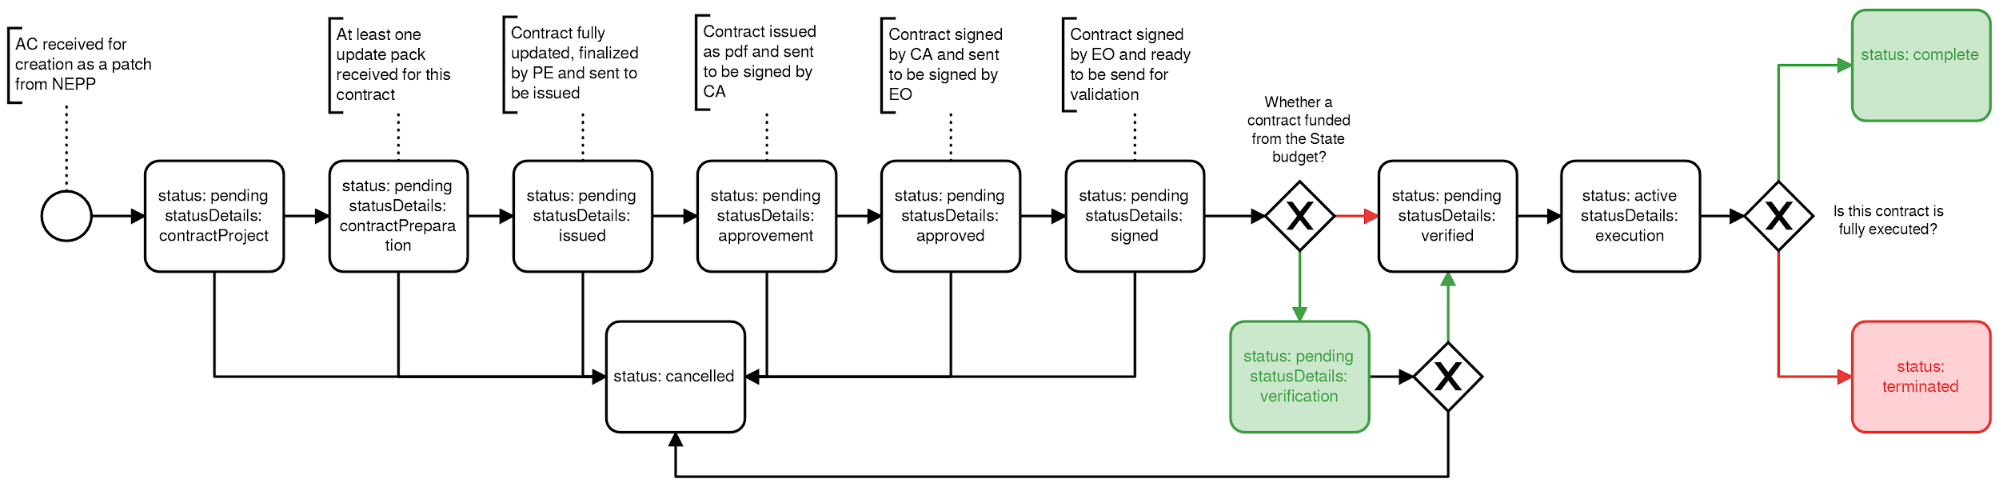 AC received for
creation as a patch
from NEPP
At least one
update pack
received for this
contract
Contract fully
updated, finalized
by PE and sent to
be issued
Contract issued
as pdf and sent
to be signed by
CA
Contract signed
by CA and sent
to be signed by
EO
Contract signed
by EO and ready
to be send for
validation
Whether a
contract funded
from the State
budget?
status: complete
status: pending
statusDetails:
contractProject
status: pending
statusDetails:
contractPrepara
tion
status: pending
statusDetails:
issued
status: pending
statusDetails:
approvement
status: pending
statusDetails:
approved
status: pending
statusDetails:
signed
X
status: pending
statusDetails:
verified
status: active
statusDetails:
execution
X
Is this contract is
fully executed?
status: cancelled
status: pending
statusDetails:
verification
X
status:
terminated